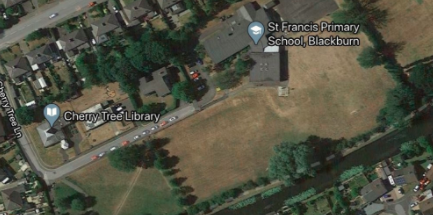 St Francis Primary
School, Blackburn
Cherry Tree Library
Cherry Tree Ln